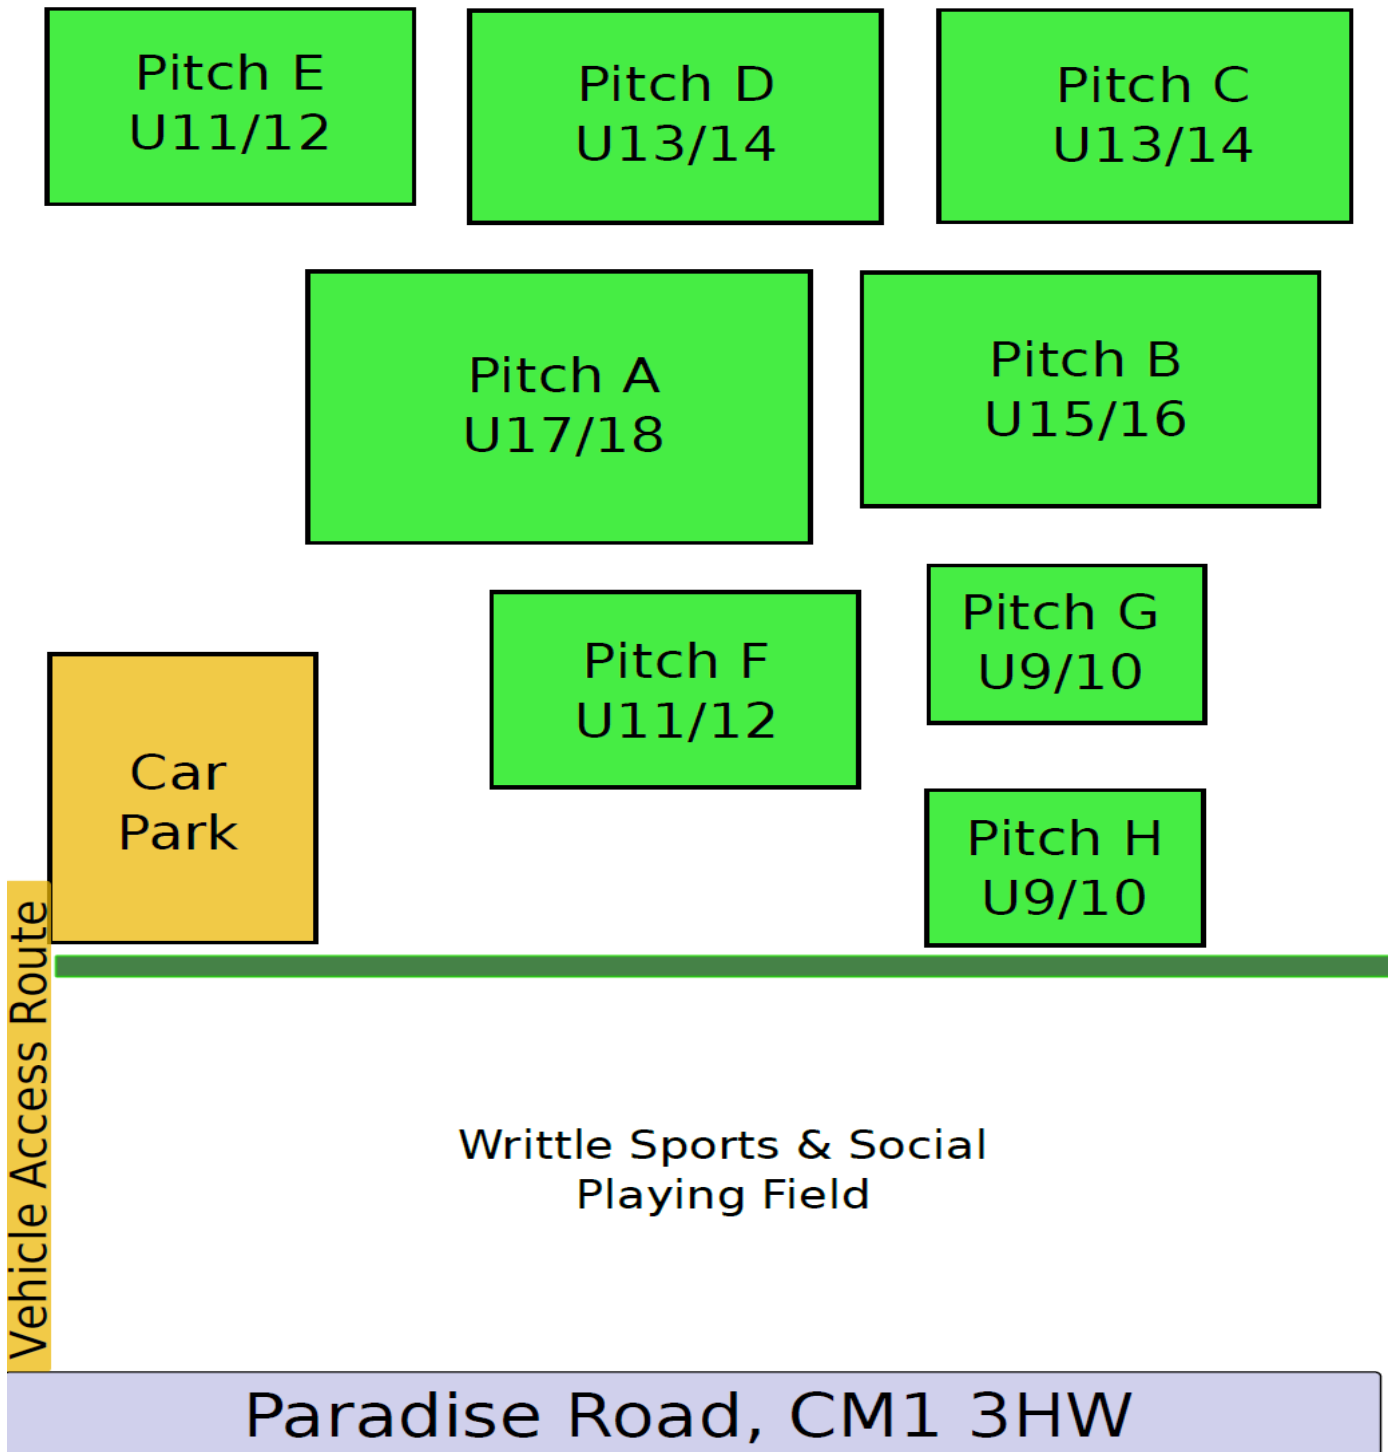 Pitch E
U11/12
Pitch D
U13/14
Pitch C
U13/14
Pitch A
U17/18
Pitch B
U15/16
Pitch F
U11/12
Pitch G
U9/10
Car
Park
Pitch H
U9/10
Vehicle Access Route
Writtle Sports & Social
Playing Field
Paradise Road, CM1 3HW